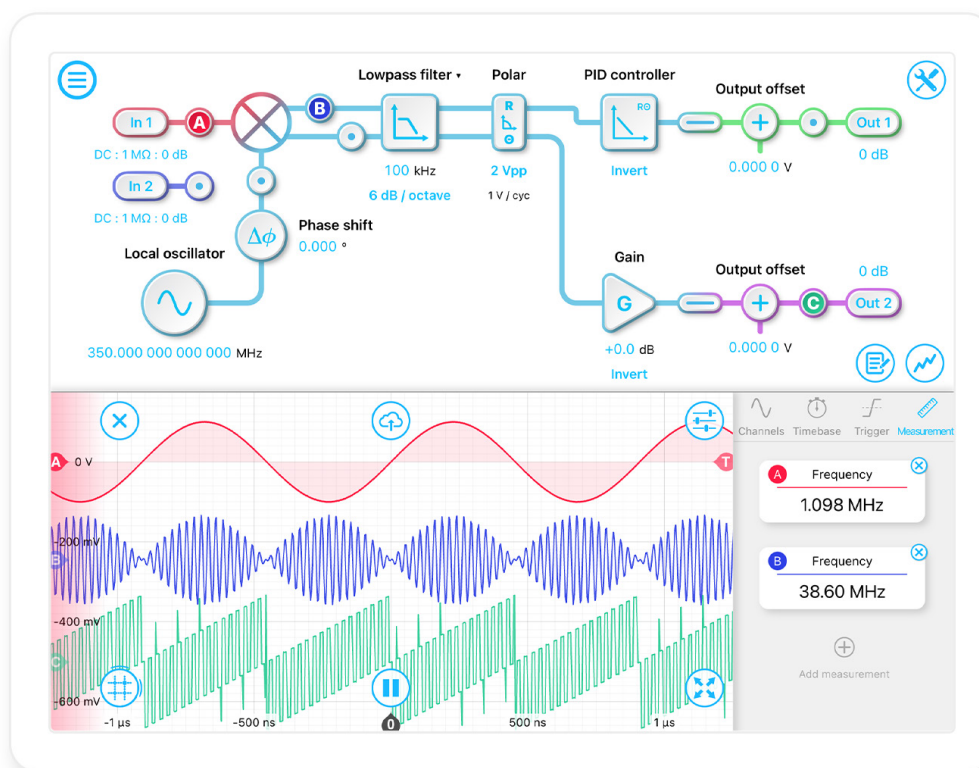 Lowpass filter ▾
Polar
PID controller
Output offset
In 1
A
B
R
Θ
RΘ
Out 1
DC : 1 MΩ : 0 dB
100 kHz
2 Vpp
Invert
0.000 0 V
0 dB
In 2
6 dB / octave
1 V / cyc
DC : 1 MΩ : 0 dB
Δϕ
Phase shift
0.000 °
Local oscillator
Gain
Output offset
0 dB
G
C
Out 2
350.000 000 000 000 MHz
+0.0 dB
0.000 0 V
Invert
Channels
Timebase
Trigger
Measurement
A
0 V
T
A
Frequency
1.098 MHz
-200 mV
B
B
Frequency
38.60 MHz
-400 mV
C
Add measurement
-600 mV
-1 µs
-500 ns
0
500 ns
1 µs